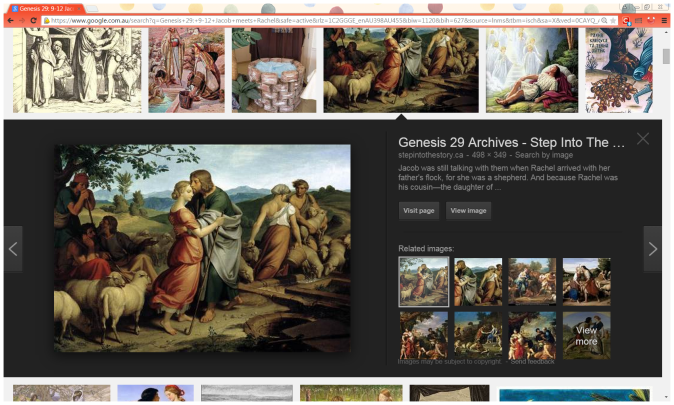 Genesis 29: 9-12 Jac
https://www.google.com.au/search?q=Genesis+29:+9-12+Jacob+meets+Rachel&safe=active&rlz=1C2GGGE_enAU398AU455&biw=1120&bih=627&source=lnms&tbm=isch&sa=X&ved=0CAYQ_A
Genesis 29 Archives - Step Into The ...
stepintothestory.ca - 498 × 349 - Search by image
Jacob was still talking with them when Rachel arrived with her
father's flock, for she was a shepherd. And because Rachel was
his cousin—the daughter of ...
Visit page
View image
Related images:
View
more
Images may be subject to copyright. - Send feedback